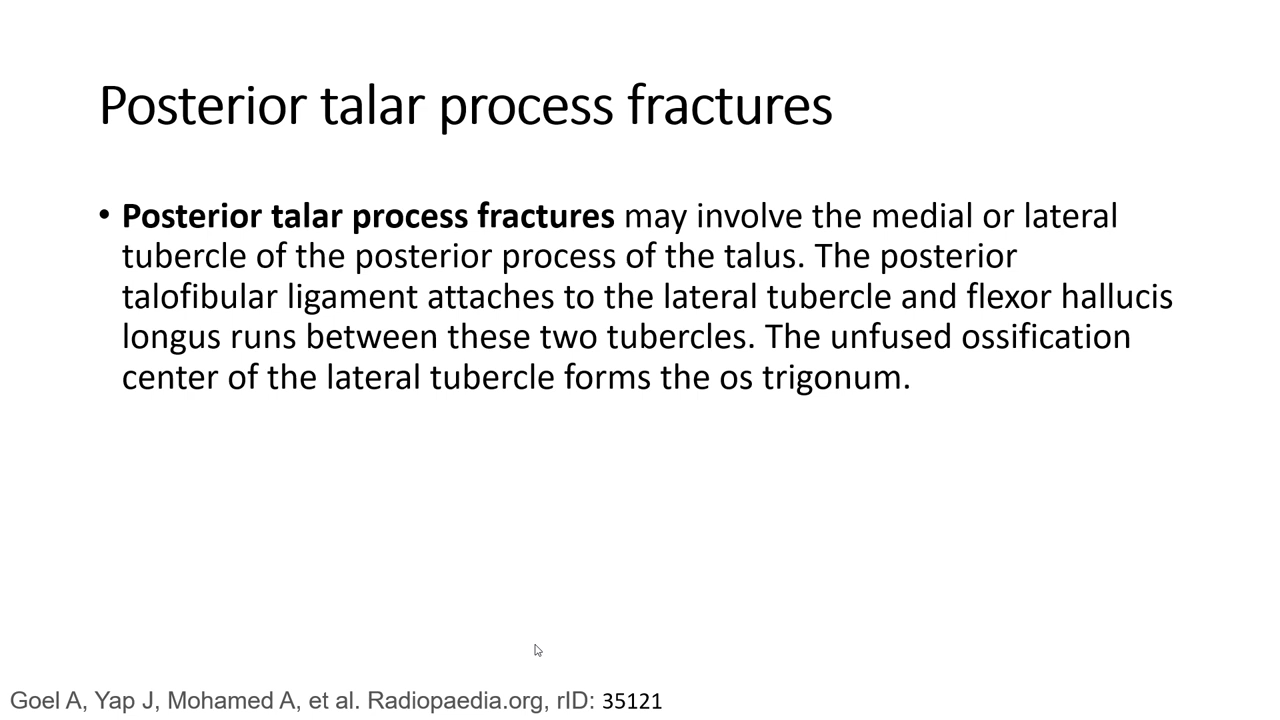 Posterior talar process fractures
• Posterior talar process fractures may involve the medial or lateral
tubercle of the posterior process of the talus. The posterior
talofibular ligament attaches to the lateral tubercle and flexor hallucis
longus runs between these two tubercles. The unfused ossification
center of the lateral tubercle forms the os trigonum.
Goel A, Yap J, Mohamed A, et al. Radiopaedia.org, rID: 35121